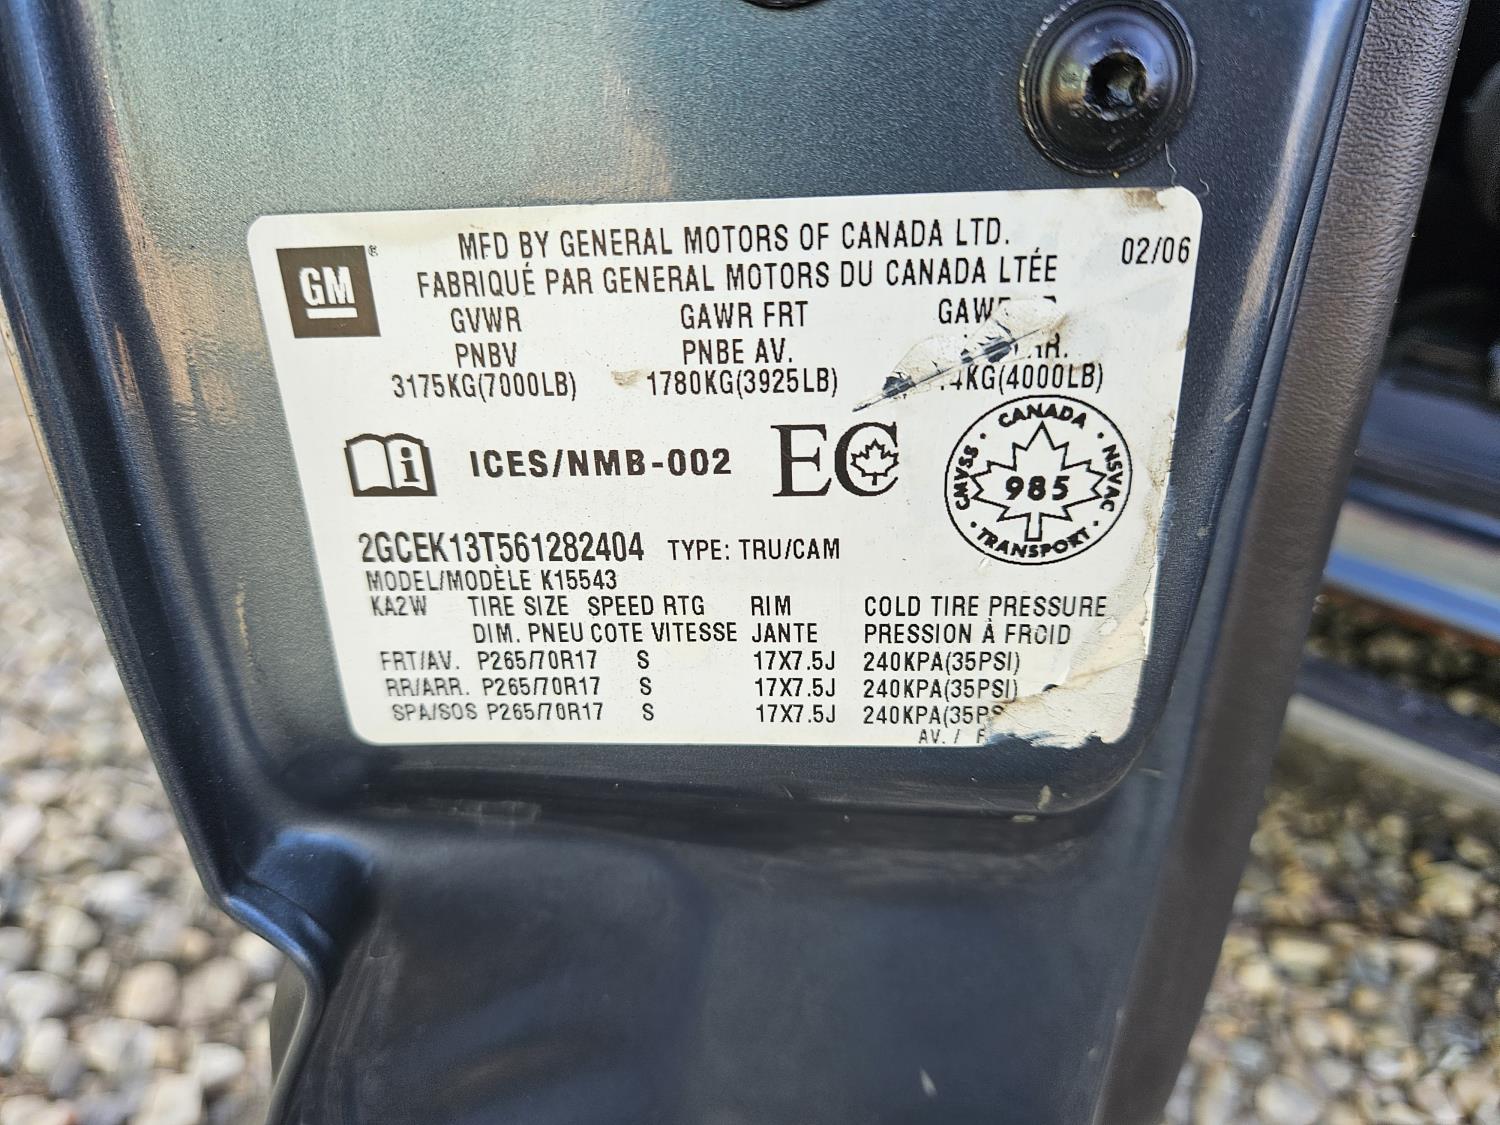 GM
MFD BY GENERAL MOTORS OF CANADA LTD.
02/06
FABRIQUÉ PAR GENERAL MOTORS DU CANADA LTÉE
GVWR GAWR FRT
PNBV PNBE AV.
3175KG(7000LB) 1780KG(3925LB) KG(4000LB)
ICES/NMB-002 EC
CANADA
CMVSS 985 NSVAC
TRANSPORT
2GCEK13T561282404 TYPE: TRU/CAM
MODEL/MODÈLE K15543
KA2W TIRE SIZE SPEED RTG RIM COLD TIRE PRESSURE
DIM. PNEU COTE VITESSE JANTE PRESSION À FROID
FRT/AV. P265/70R17 S 17X7.5J 240KPA(35PSI)
RR/ARR. P265/70R17 S 17X7.5J 240KPA(35PSI)
SPA/SOS P265/70R17 S 17X7.5J 240KPA(35PS
AV. /